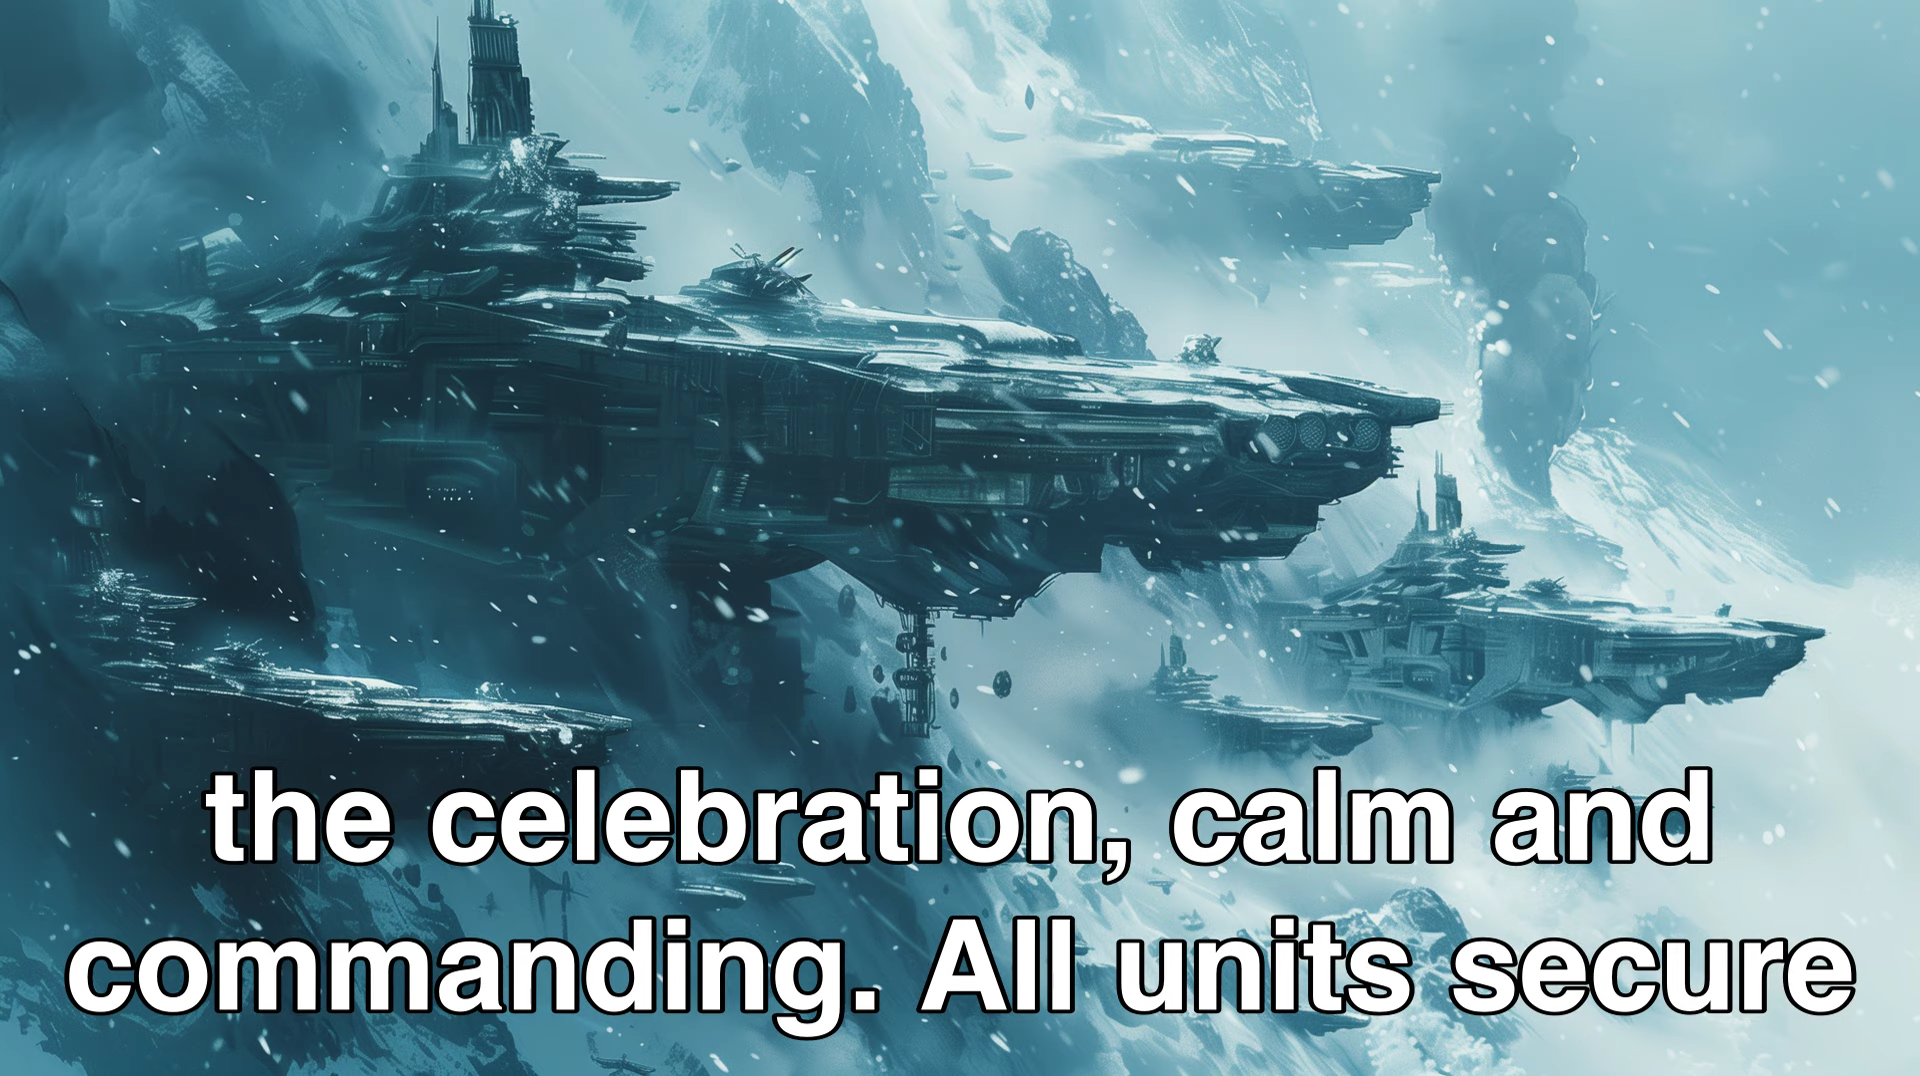 the celebration, calm and
commanding. All units secure